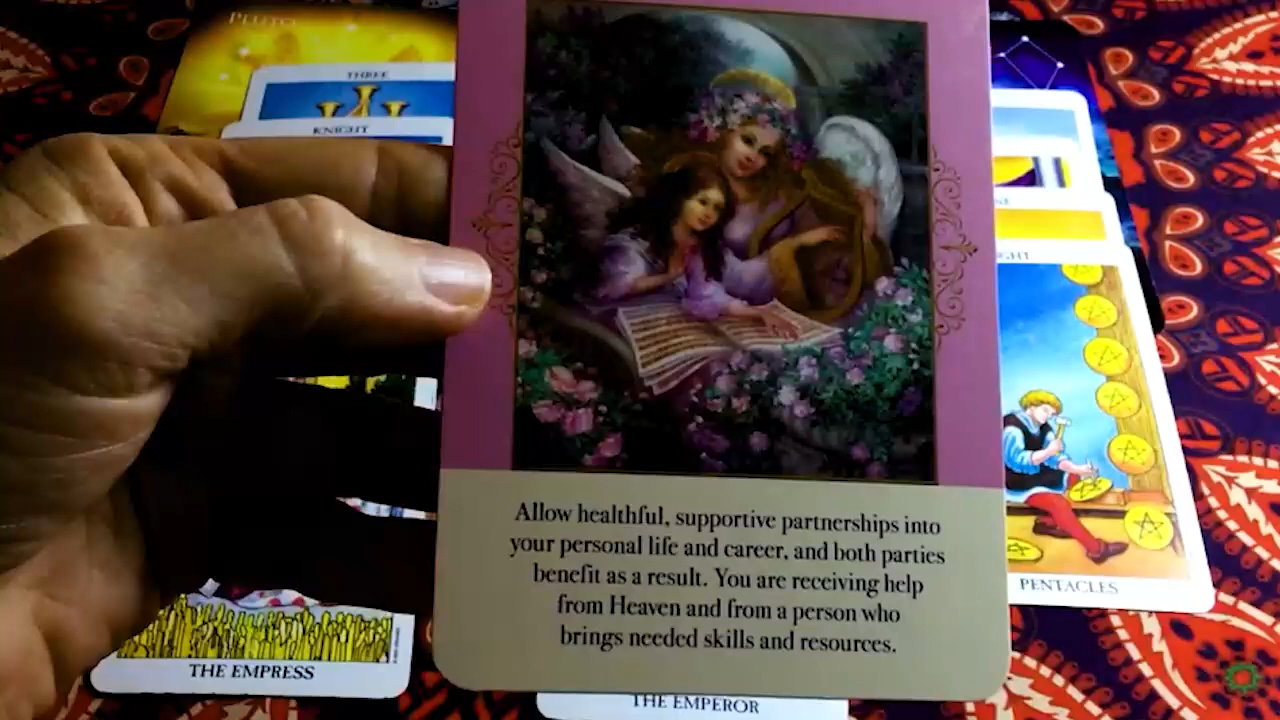 PLUTO
THREE
KNIGHT
Allow healthful, supportive partnerships into
your personal life and career, and both parties
benefit as a result. You are receiving help
from Heaven and from a person who
brings needed skills and resources.
PENTACLES
THE EMPRESS
THE EMPEROR